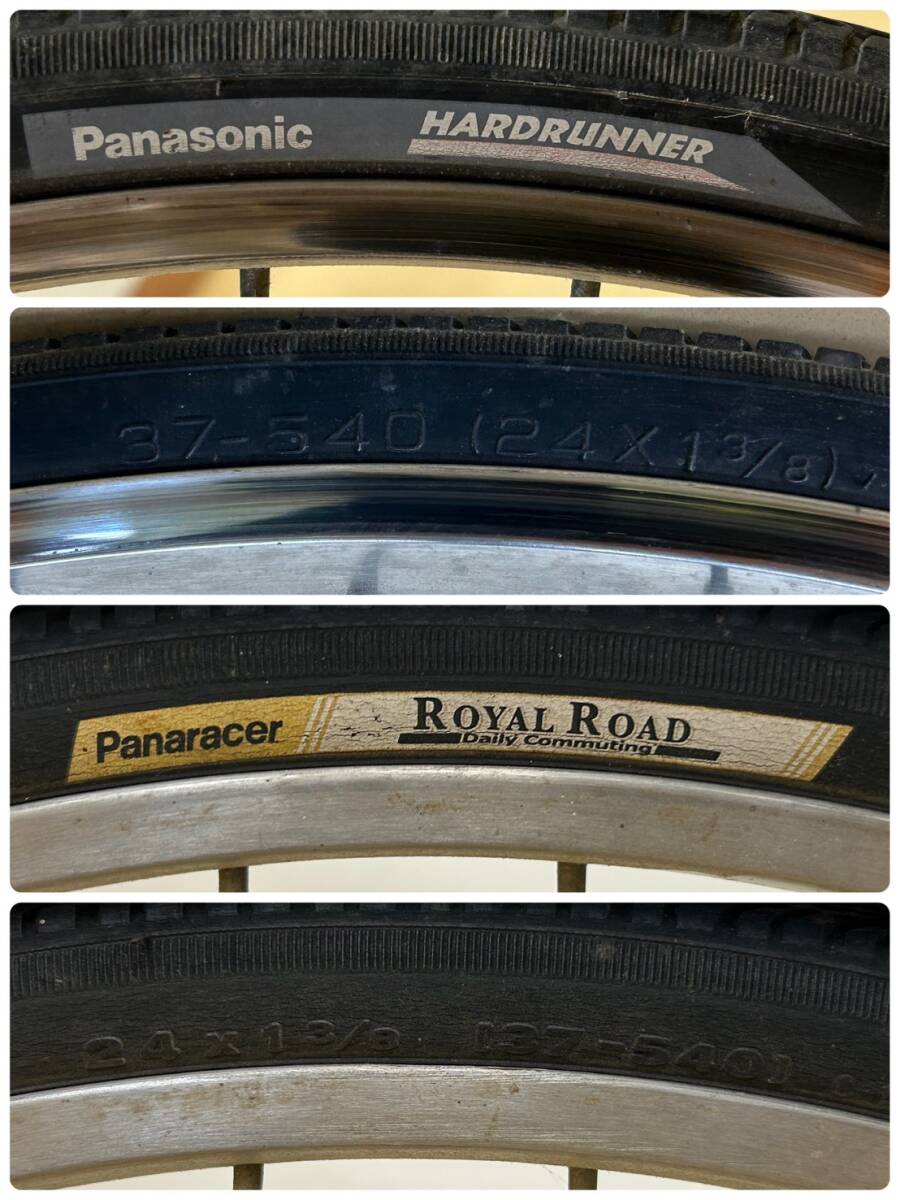 Panasonic HARDRUNNER
37-540 (24X1 3/8)
Panaracer ROYAL ROAD
Daily Commuting
24 x 1 3/8 [37-540]